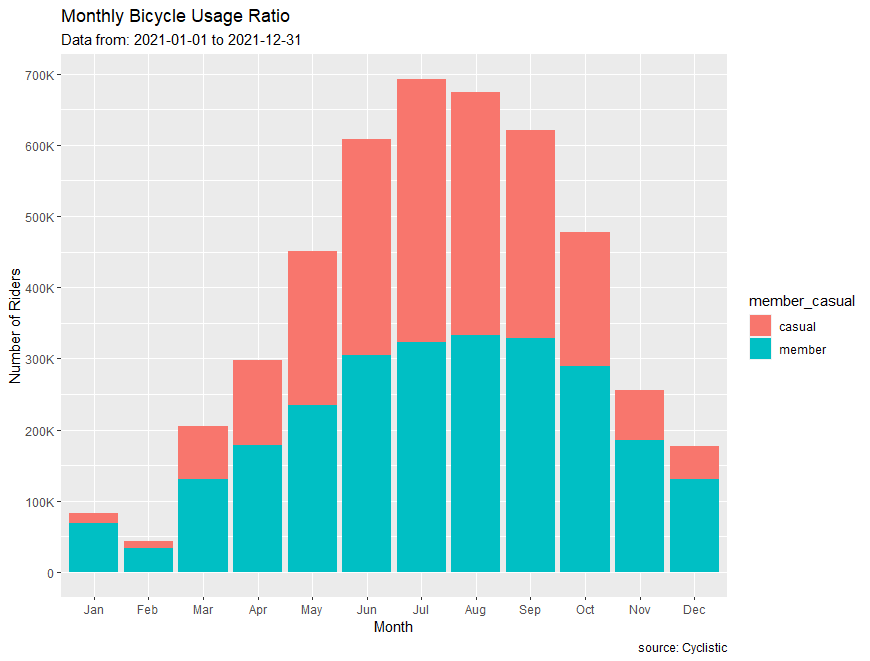 Monthly Bicycle Usage Ratio
Data from: 2021-01-01 to 2021-12-31
700K
600K
500K
400K
300K
200K
100K
0
Number of Riders
Jan Feb Mar Apr May Jun Jul Aug Sep Oct Nov Dec
Month
member_casual
casual
member
source: Cyclistic